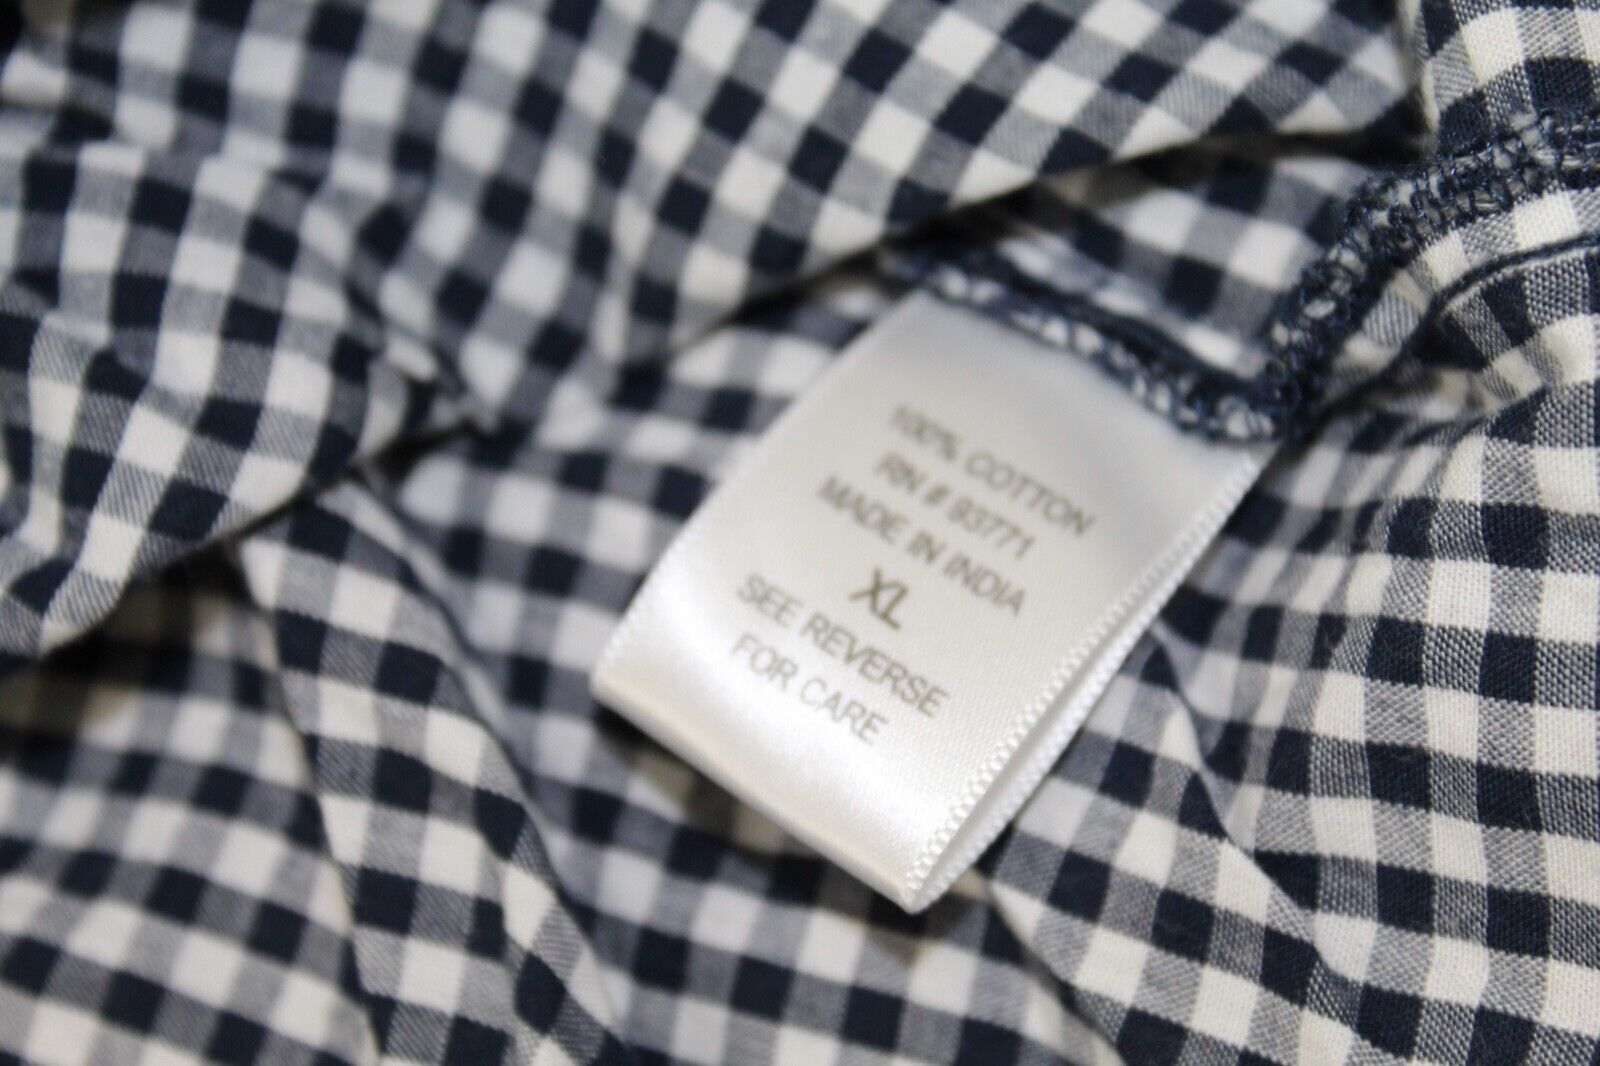 100% COTTON
RN # 93771
MADE IN INDIA
XL
SEE REVERSE
FOR CARE